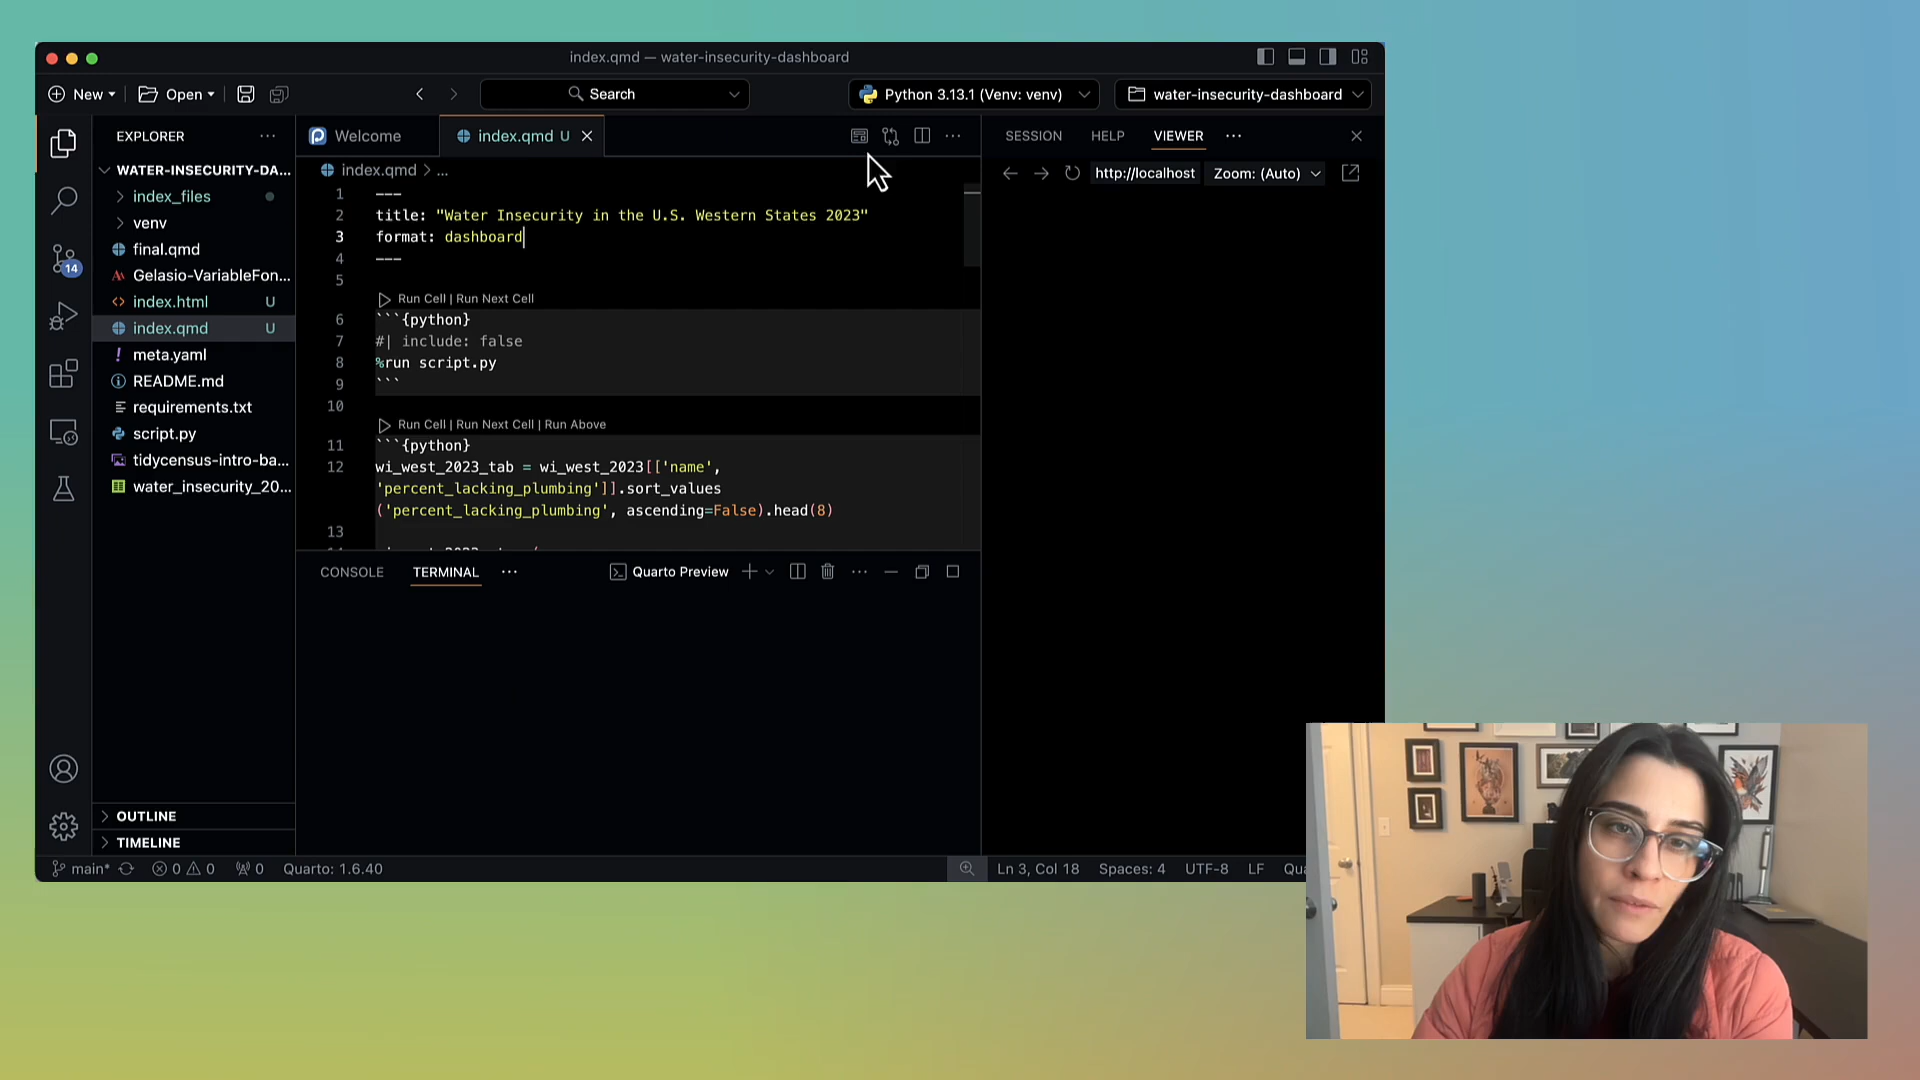 index.qmd — water-insecurity-dashboard
New
Open
Search
Python 3.13.1 (Venv: venv)
water-insecurity-dashboard
EXPLORER
WATER-INSECURITY-DA...
index_files
venv
final.qmd
Gelasio-VariableFon...
index.html U
index.qmd U
meta.yaml
README.md
requirements.txt
script.py
tidycensus-intro-ba...
water_insecurity_20...
14
OUTLINE
TIMELINE
Welcome
index.qmd U
index.qmd > ...
1 ---
2 title: "Water Insecurity in the U.S. Western States 2023"
3 format: dashboard
4 ---
5
Run Cell | Run Next Cell
6 ```{python}
7 #| include: false
8 %run script.py
9 ```
10
Run Cell | Run Next Cell | Run Above
11 ```{python}
12 wi_west_2023_tab = wi_west_2023[['name',
'percent_lacking_plumbing']].sort_values
('percent_lacking_plumbing', ascending=False).head(8)
13
CONSOLE
TERMINAL
Quarto Preview
SESSION
HELP
VIEWER
http://localhost
Zoom: (Auto)
main*
0
0
0
Quarto: 1.6.40
Ln 3, Col 18
Spaces: 4
UTF-8
LF